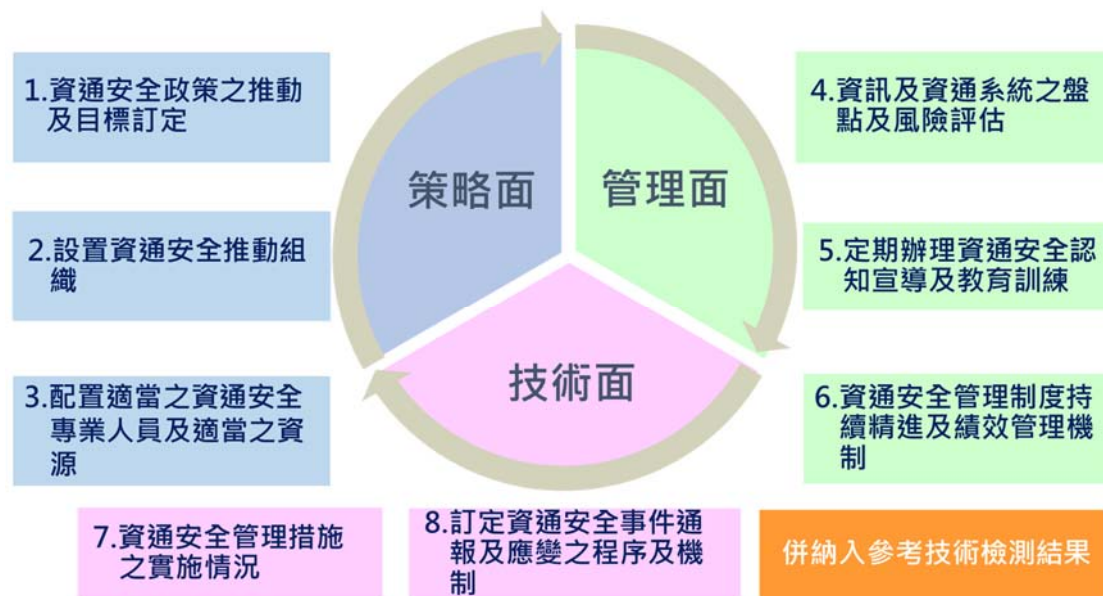 1.資通安全政策之推動
及目標訂定
2.設置資通安全推動組
織
3.配置適當之資通安全
專業人員及適當之資
源
策略面
管理面
技術面
4.資訊及資通系統之盤
點及風險評估
5.定期辦理資通安全認
知宣導及教育訓練
6.資通安全管理制度持
續精進及績效管理機
制
7.資通安全管理措施
之實施情況
8.訂定資通安全事件通
報及應變之程序及機
制
併納入參考技術檢測結果